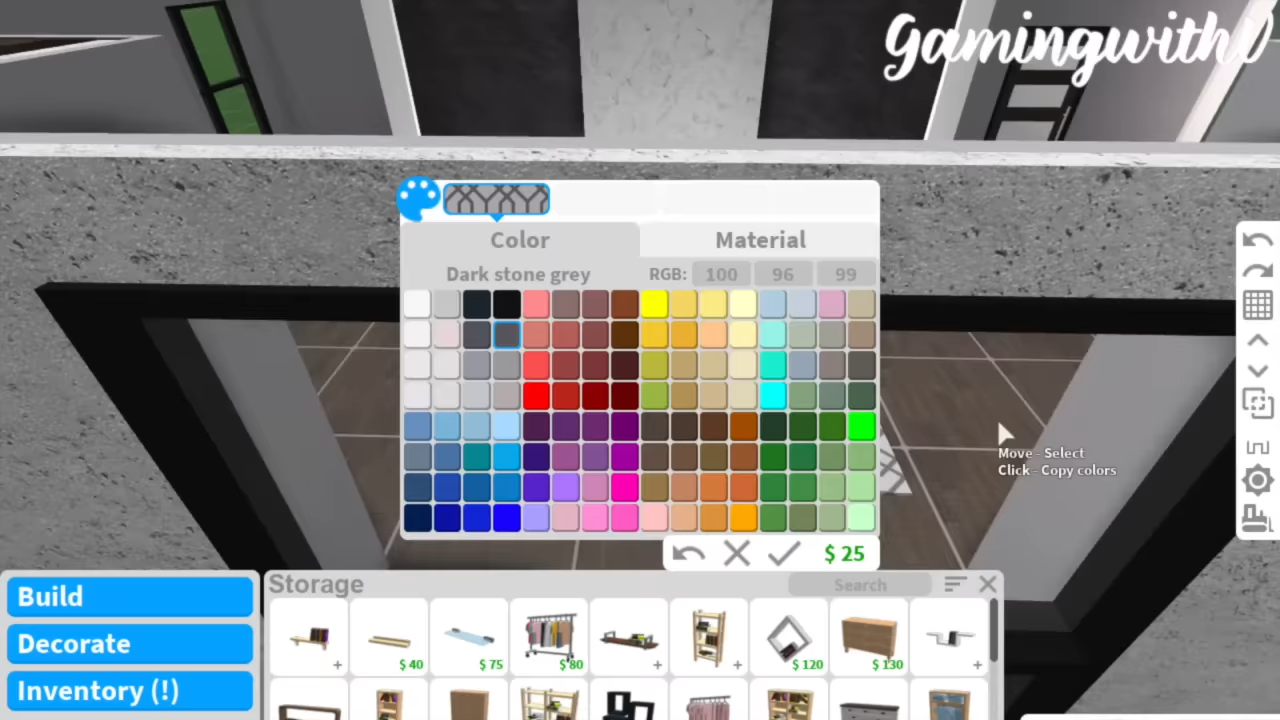 GamingwithV
Color
Material
Dark stone grey
RGB: 100 96 99
Move - Select
Click - Copy colors
$ 25
Build
Storage
Search
Decorate
$ 40
$ 75
$ 80
+
+
+
$ 120
$ 130
+
Inventory (!)